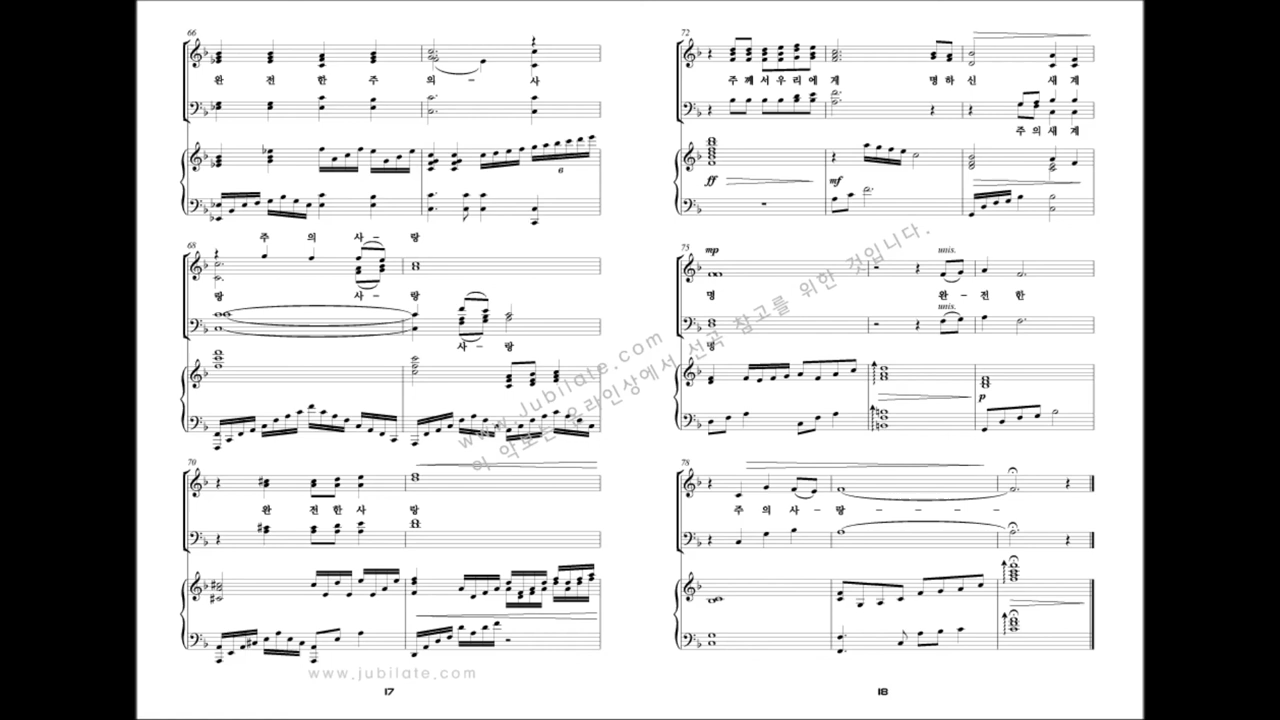 66
완 전 한 주 의 - 사
6
주 의 사 - 랑
68
랑 사 - 랑
사 - 랑
70
완 전 한 사 랑
www.jubilate.com
17
72
주 께 서 우 리 에 게 명 하 신 새 계
주 의 새 계
ff mf
75 mp unis.
명 완 - 전 한
unis.
명
p
78
주 의 사 - 랑 - - - -
18
www.jubilate.com
이 악보는 온라인상에서 선곡 참고를 위한 것입니다.